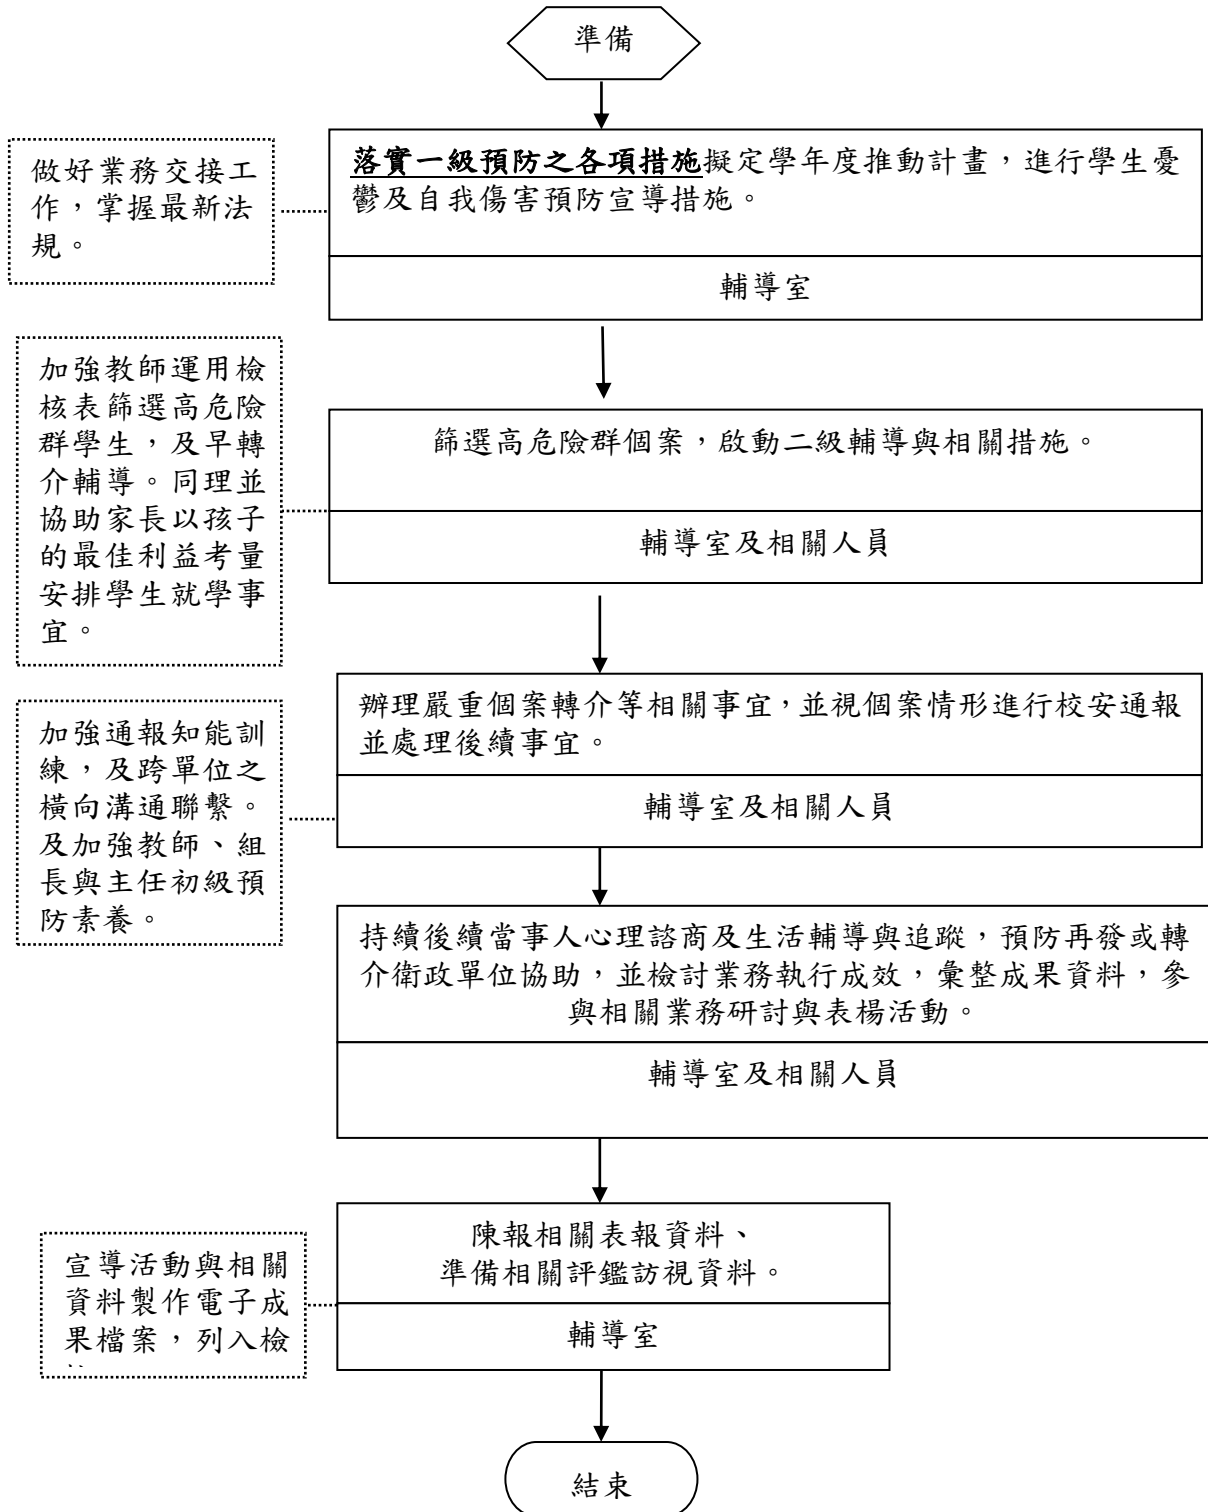 準備
做好業務交接工
作，掌握最新法
規。
落實一級預防之各項措施擬定學年度推動計畫，進行學生憂
鬱及自我傷害預防宣導措施。
輔導室
加強教師運用檢
核表篩選高危險
群學生，及早轉
介輔導。同理並
協助家長以孩子
的最佳利益考量
安排學生就學事
宜。
篩選高危險群個案，啟動二級輔導與相關措施。
輔導室及相關人員
加強通報知能訓
練，及跨單位之
橫向溝通聯繫。
及加強教師、組
長與主任初級預
防素養。
辦理嚴重個案轉介等相關事宜，並視個案情形進行校安通報
並處理後續事宜。
輔導室及相關人員
持續後續當事人心理諮商及生活輔導與追蹤，預防再發或轉
介衛政單位協助，並檢討業務執行成效，彙整成果資料，參
與相關業務研討與表楊活動。
輔導室及相關人員
宣導活動與相關
資料製作電子成
果檔案，列入檢
陳報相關表報資料、
準備相關評鑑訪視資料。
輔導室
結束